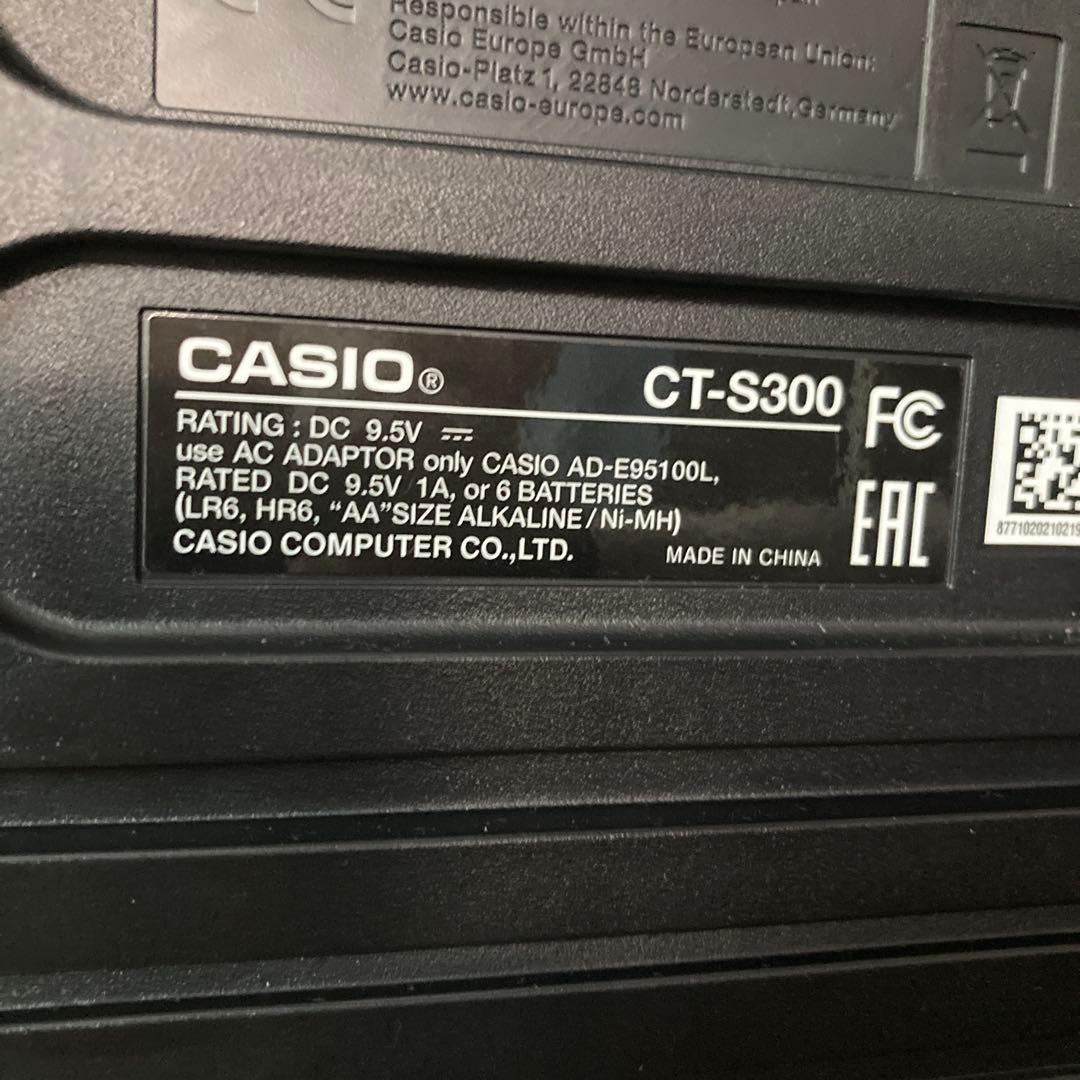 Responsible within the European Union:
Casio Europe GmbH
Casio-Platz 1, 22848 Norderstedt,Germany
www.casio-europe.com
CASIO® CT-S300 FC
RATING : DC 9.5V ⎓
use AC ADAPTOR only CASIO AD-E95100L,
RATED DC 9.5V 1A, or 6 BATTERIES
(LR6, HR6, “AA”SIZE ALKALINE / Ni-MH)
CASIO COMPUTER CO.,LTD. MADE IN CHINA EAC